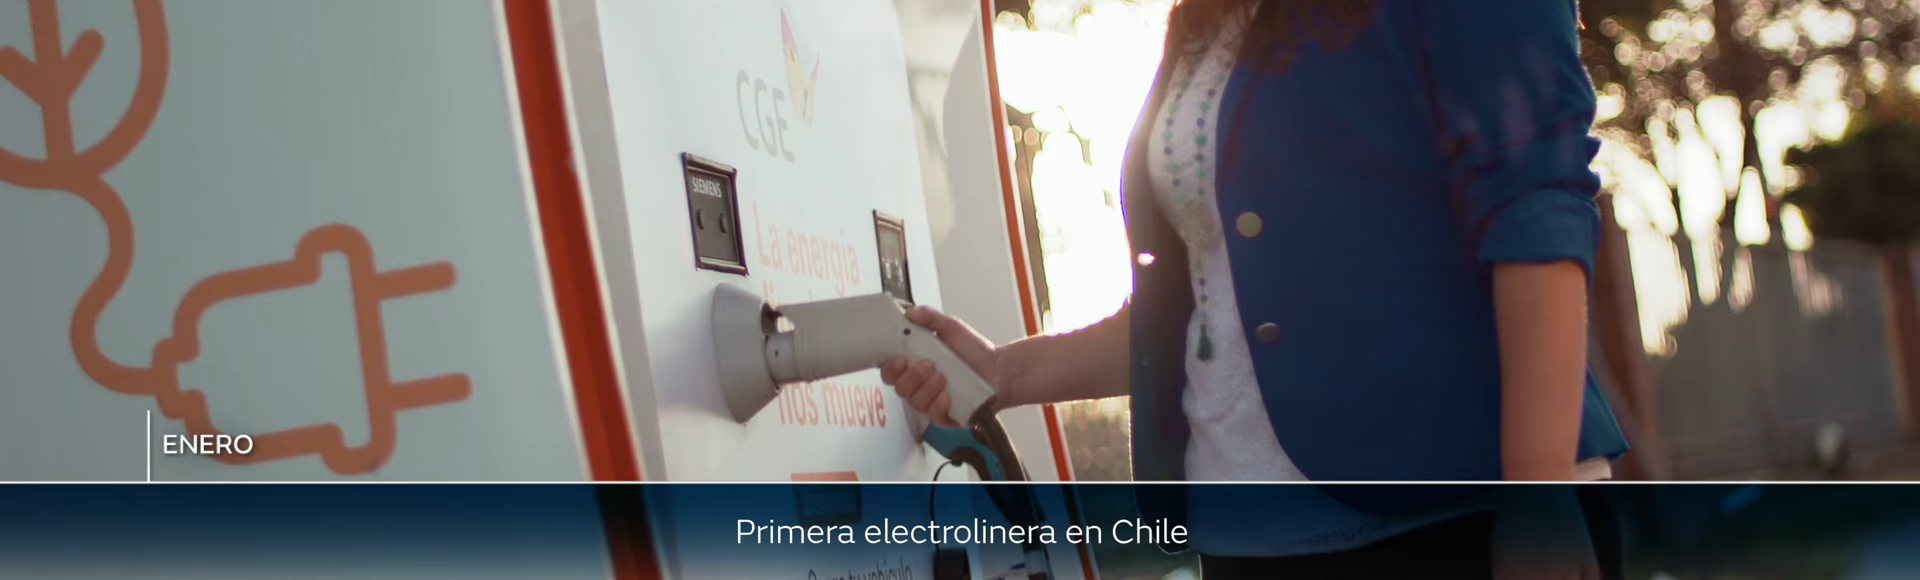 CGE
SIEMENS
La energía
nos mueve
ENERO
Primera electrolinera en Chile